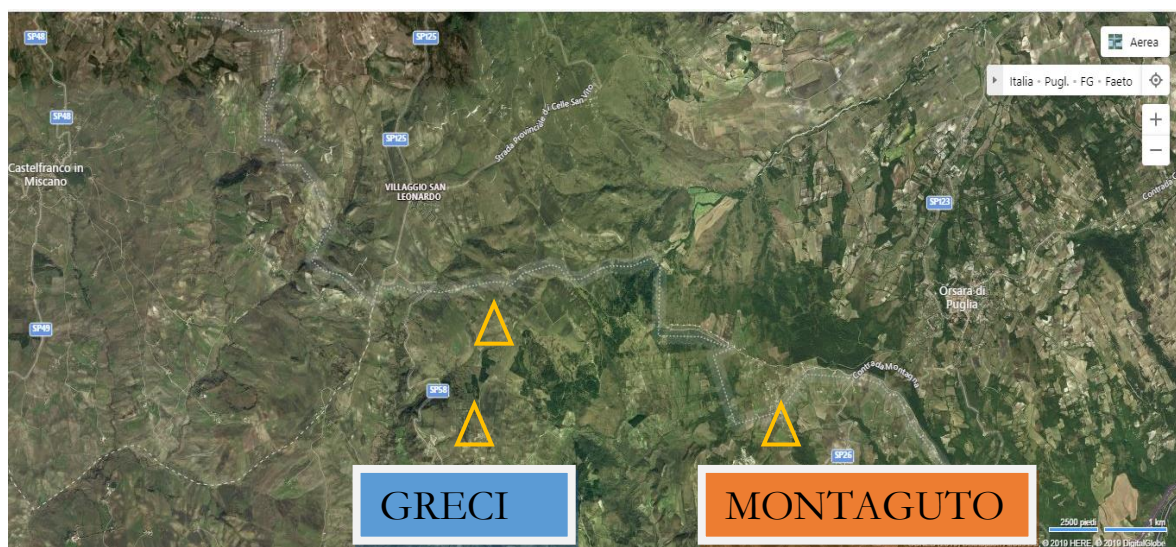 SP48
SP125
Aerea
Italia • Pugl. • FG • Faeto
SP48
SP125
Strada Provinciale di Celle San Vito
Castelfranco in
Miscano
VILLAGGIO SAN
LEONARDO
SP123
Contrada
Orsara di
Puglia
SP49
Contrada Montagna
SP58
SP26
GRECI
MONTAGUTO
2500 piedi
1 km
© 2019 HERE, © 2019 DigitalGlobe